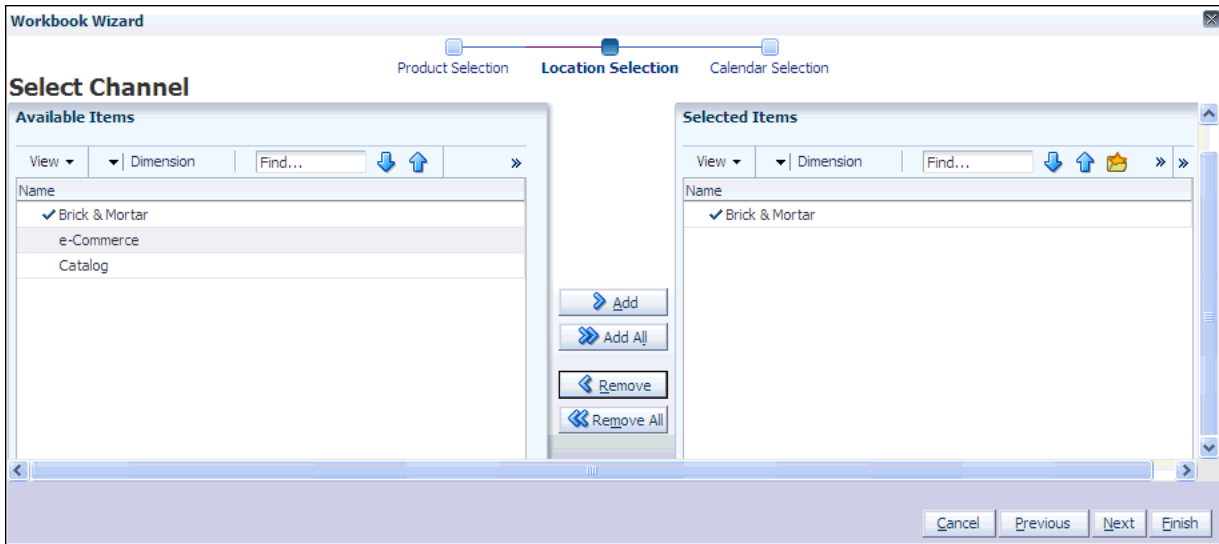 Workbook Wizard
Product Selection
Location Selection
Calendar Selection
Select Channel
Available Items
View
Dimension
Find...
»
Name
Brick & Mortar
e-Commerce
Catalog
Add
Add All
Remove
Remove All
Selected Items
View
Dimension
Find...
» »
Name
Brick & Mortar
Cancel
Previous
Next
Finish